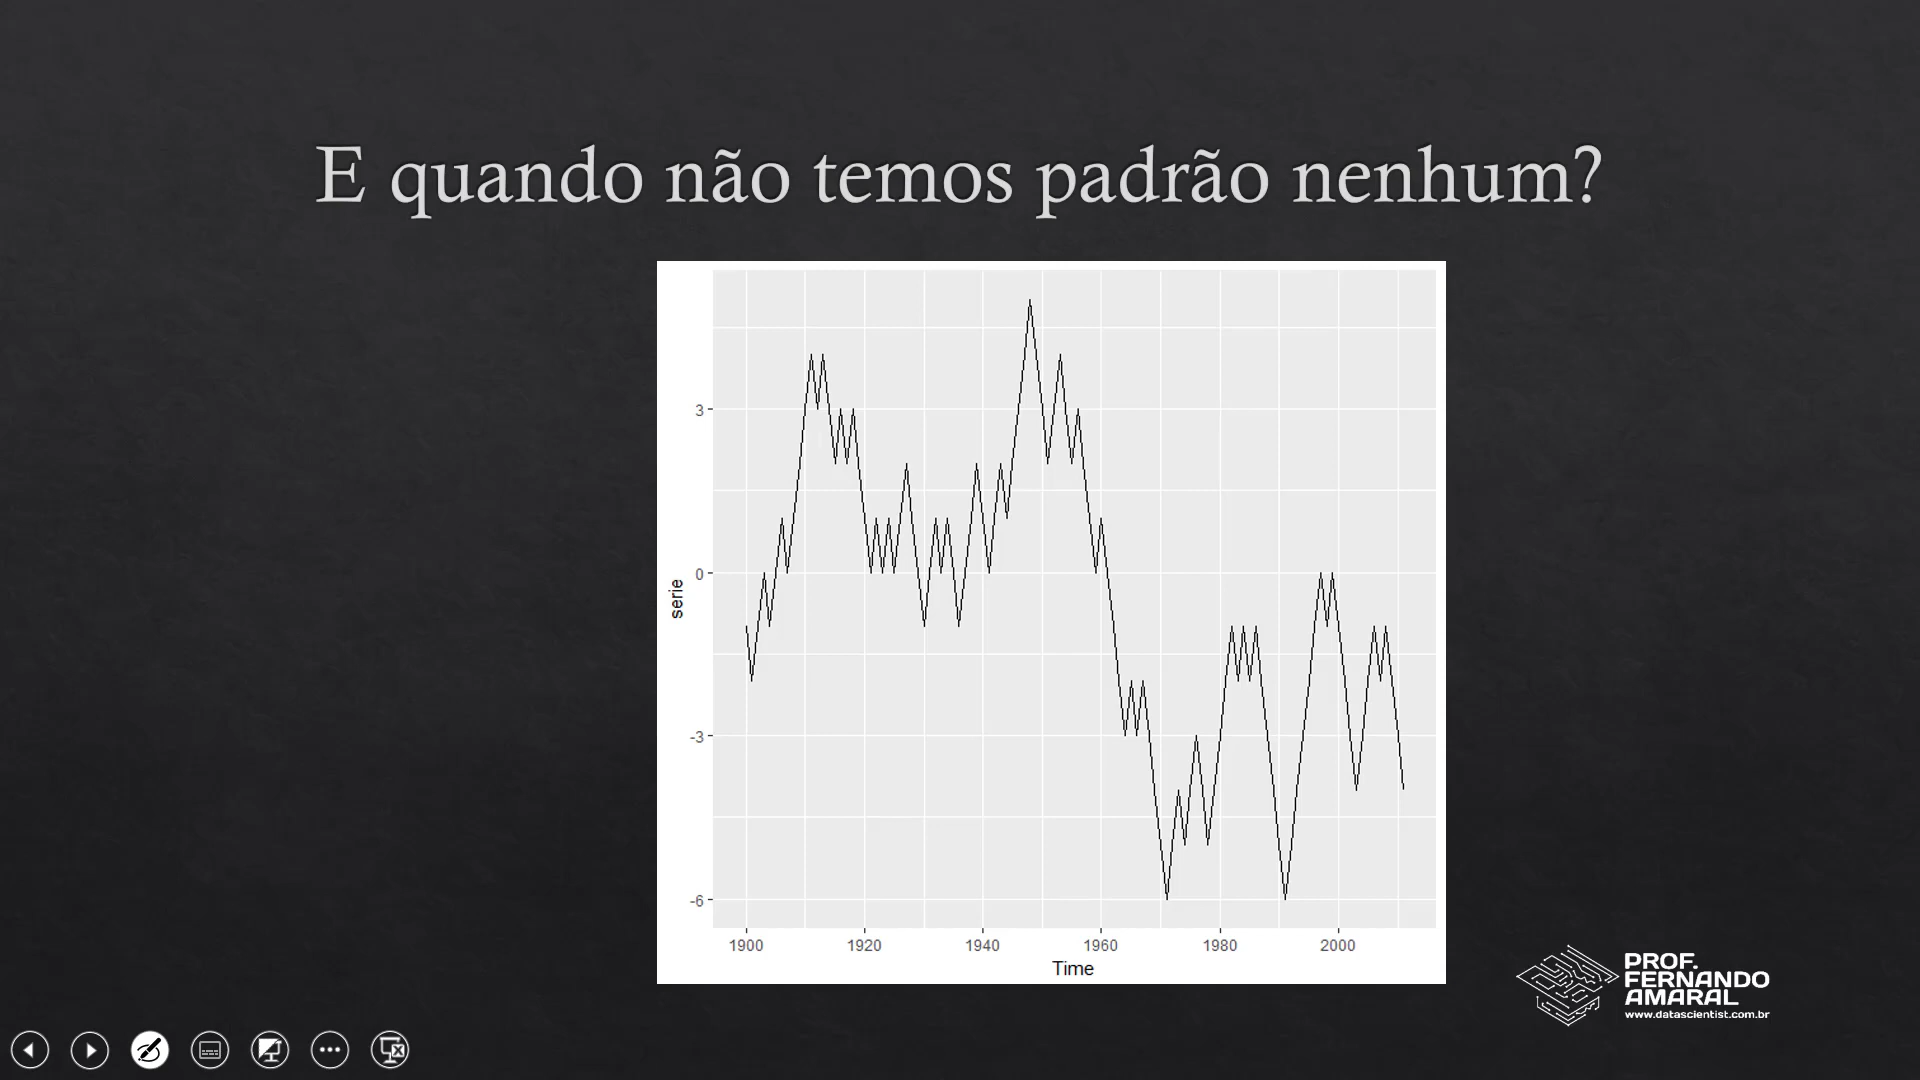 E quando não temos padrão nenhum?
3
0
-3
-6
serie
1900 1920 1940 1960 1980 2000
Time
PROF.
FERNANDO
AMARAL
www.datascientist.com.br